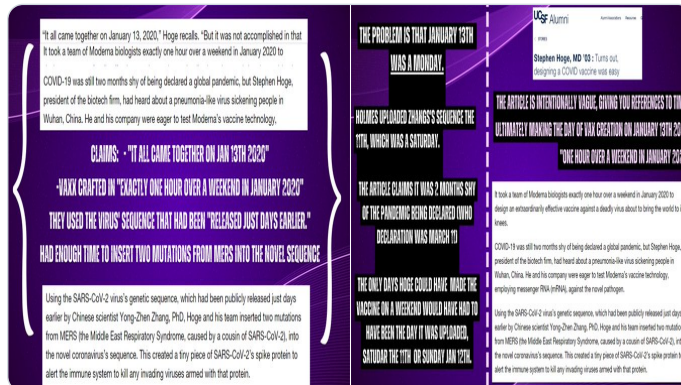 "It all came together on January 13, 2020," Hoge recalls. "But it was not accomplished in that
It took a team of Moderna biologists exactly one hour over a weekend in January 2020 to
COVID-19 was still two months shy of being declared a global pandemic, but Stephen Hoge,
president of the biotech firm, had heard about a pneumonia-like virus sickening people in
Wuhan, China. He and his company were eager to test Moderna's vaccine technology,
CLAIMS: - "IT ALL CAME TOGETHER ON JAN 13TH 2020"
-VAXX CRAFTED IN "EXACTLY ONE HOUR OVER A WEEKEND IN JANUARY 2020"
THEY USED THE VIRUS' SEQUENCE THAT HAD BEEN "RELEASED JUST DAYS EARLIER."
HAD ENOUGH TIME TO INSERT TWO MUTATIONS FROM MERS INTO THE NOVEL SEQUENCE
Using the SARS-CoV-2 virus's genetic sequence, which had been publicly released just days
earlier by Chinese scientist Yong-Zhen Zhang, PhD, Hoge and his team inserted two mutations
from MERS (the Middle East Respiratory Syndrome, caused by a cousin of SARS-CoV-2), into
the novel coronavirus's sequence. This created a tiny piece of SARS-CoV-2's spike protein to
alert the immune system to kill any invading viruses armed with that protein.
THE PROBLEM IS THAT JANUARY 13TH
WAS A MONDAY.
HOLMES UPLOADED ZHANGS'S SEQUENCE THE
11TH, WHICH WAS A SATURDAY.
THE ARTICLE CLAIMS IT WAS 2 MONTHS SHY
OF THE PANDEMIC BEING DECLARED (WHO
DECLARATION WAS MARCH 11)
THE ONLY DAYS HOGE COULD HAVE MADE THE
VACCINE ON A WEEKEND WOULD HAVE HAD TO
HAVE BEEN THE DAY IT WAS UPLOADED,
SATUDAR THE 11TH OR SUNDAY JAN 12TH.
UCSF Alumni
Stephen Hoge, MD '03 : Turns out,
designing a COVID vaccine was easy
THE ARTICLE IS INTENTIONALLY VAGUE, GIVING YOU REFERENCES TO TI
ULTIMATELY MAKING THE DAY OF VAX CREATION ON JANUARY 13TH 20
"ONE HOUR OVER A WEEKEND IN JANUARY 20
It took a team of Moderna biologists exactly one hour over a weekend in January 2020 to
design an extraordinarily effective vaccine against a deadly virus about to bring the world to i
knees.
COVID-19 was still two months shy of being declared a global pandemic, but Stephen Hoge,
president of the biotech firm, had heard about a pneumonia-like virus sickening people in
Wuhan, China. He and his company were eager to test Moderna's vaccine technology,
employing messenger RNA (mRNA), against the novel pathogen.
Using the SARS-CoV-2 virus's genetic sequence, which had been publicly released just days
earlier by Chinese scientist Yong-Zhen Zhang, PhD, Hoge and his team inserted two mutatio
from MERS (the Middle East Respiratory Syndrome, caused by a cousin of SARS-CoV-2), int
the novel coronavirus's sequence. This created a tiny piece of SARS-CoV-2's spike protein to
alert the immune system to kill any invading viruses armed with that protein.